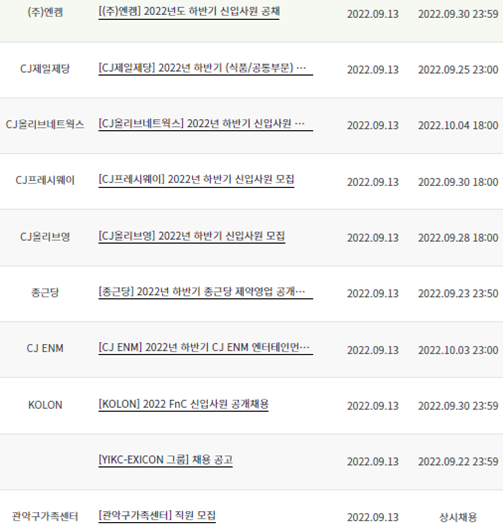 (주)엔켐 [(주)엔켐] 2022년도 하반기 신입사원 공채 2022.09.13 2022.09.30 23:59
CJ제일제당 [CJ제일제당] 2022년 하반기 (식품/공통부문) ··· 2022.09.13 2022.09.25 23:00
CJ올리브네트웍스 [CJ올리브네트웍스] 2022년 하반기 신입사원 ··· 2022.09.13 2022.10.04 18:00
CJ프레시웨이 [CJ프레시웨이] 2022년 하반기 신입사원 모집 2022.09.13 2022.09.30 18:00
CJ올리브영 [CJ올리브영] 2022년 하반기 신입사원 모집 2022.09.13 2022.09.28 18:00
종근당 [종근당] 2022년 하반기 종근당 제약영업 공개··· 2022.09.13 2022.09.23 23:50
CJ ENM [CJ ENM] 2022년 하반기 CJ ENM 엔터테인먼··· 2022.09.13 2022.10.03 23:00
KOLON [KOLON] 2022 FnC 신입사원 공개채용 2022.09.13 2022.09.30 23:59
[YIKC-EXICON 그룹] 채용 공고 2022.09.13 2022.09.22 23:59
관악구가족센터 [관악구가족센터] 직원 모집 2022.09.13 상시채용